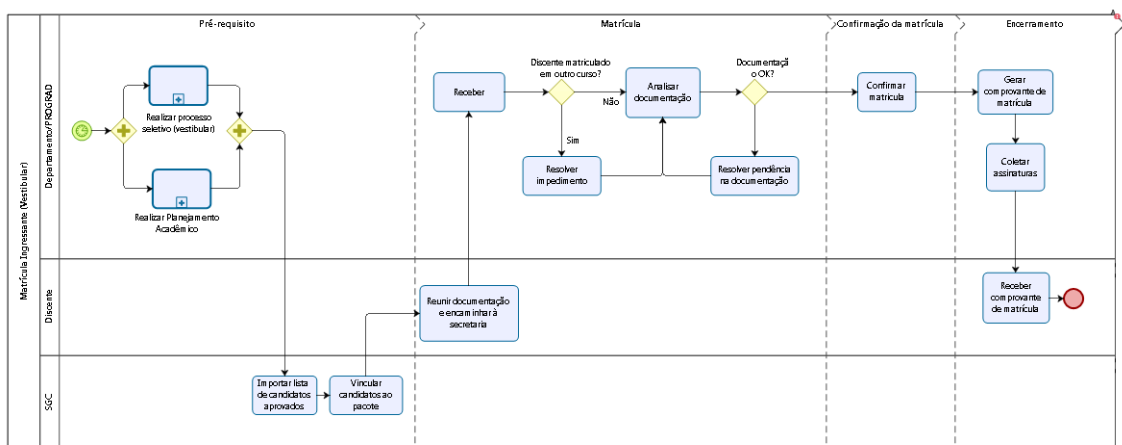 Pré-requisito
Matrícula
Confirmação da matrícula
Encerramento
Matrícula Ingressante (Vestibular)
Departamento/PROGRAD
Realizar processo
seletivo (vestibular)
Realizar Planejamento
Acadêmico
Receber
Discente matriculado
em outro curso?
Não
Sim
Resolver
impedimento
Analisar
documentação
Documentaçã
o OK?
Resolver pendência
na documentação
Confirmar
matricula
Gerar
comprovante de
matrícula
Coletar
assinaturas
Discente
Reunir documentação
e encaminhar à
secretaria
Receber
comprovante
de matrícula
SGC
Importar lista
de candidatos
aprovados
Vincular
candidatos ao
pacote